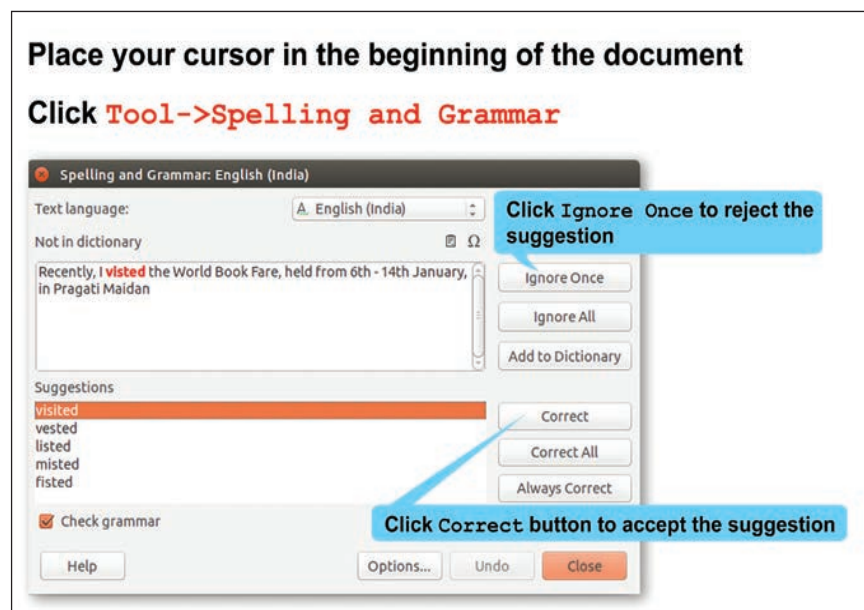 Place your cursor in the beginning of the document
Click Tool->Spelling and Grammar
Spelling and Grammar: English (India)
Text language:
English (India)
Click Ignore Once to reject the
suggestion
Not in dictionary
Recently, I visted the World Book Fare, held from 6th - 14th January,
in Pragati Maidan
Ignore Once
Ignore All
Add to Dictionary
Suggestions
visited
vested
listed
misted
fisted
Correct
Correct All
Always Correct
Check grammar
Click Correct button to accept the suggestion
Help
Options...
Undo
Close